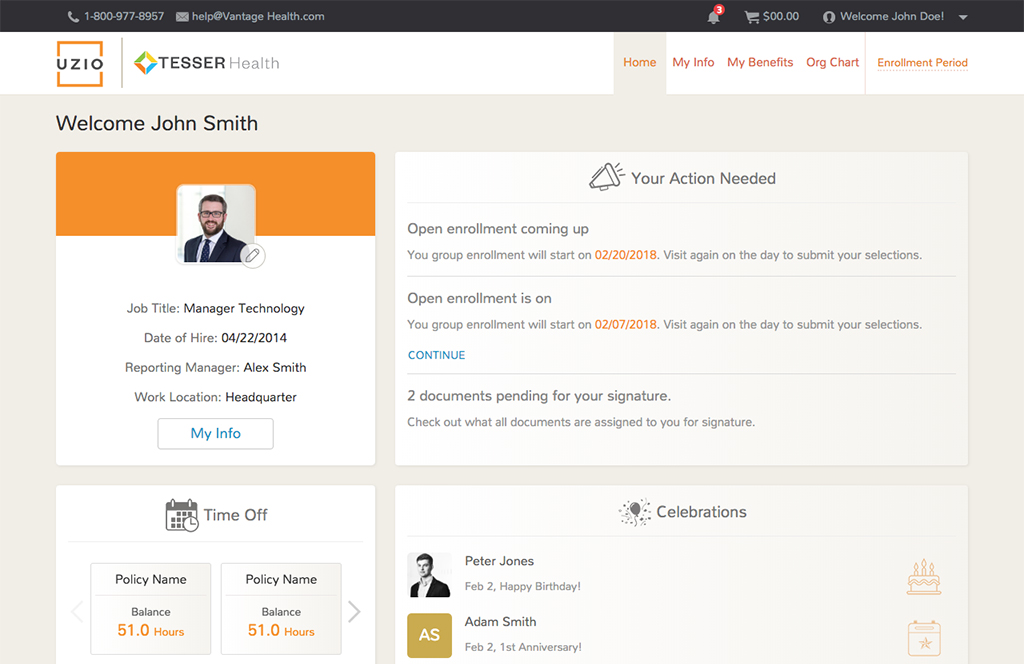 1-800-977-8957 help@Vantage Health.com 3 $00.00 Welcome John Doe!
UZIO TESSER Health Home My Info My Benefits Org Chart Enrollment Period
Welcome John Smith
Job Title: Manager Technology
Date of Hire: 04/22/2014
Reporting Manager: Alex Smith
Work Location: Headquarter
My Info
Your Action Needed
Open enrollment coming up
You group enrollment will start on 02/20/2018. Visit again on the day to submit your selections.
Open enrollment is on
You group enrollment will start on 02/07/2018. Visit again on the day to submit your selections.
CONTINUE
2 documents pending for your signature.
Check out what all documents are assigned to you for signature.
Time Off
Policy Name
Balance
51.0 Hours
Policy Name
Balance
51.0 Hours
Celebrations
Peter Jones
Feb 2, Happy Birthday!
AS
Adam Smith
Feb 2, 1st Anniversary!